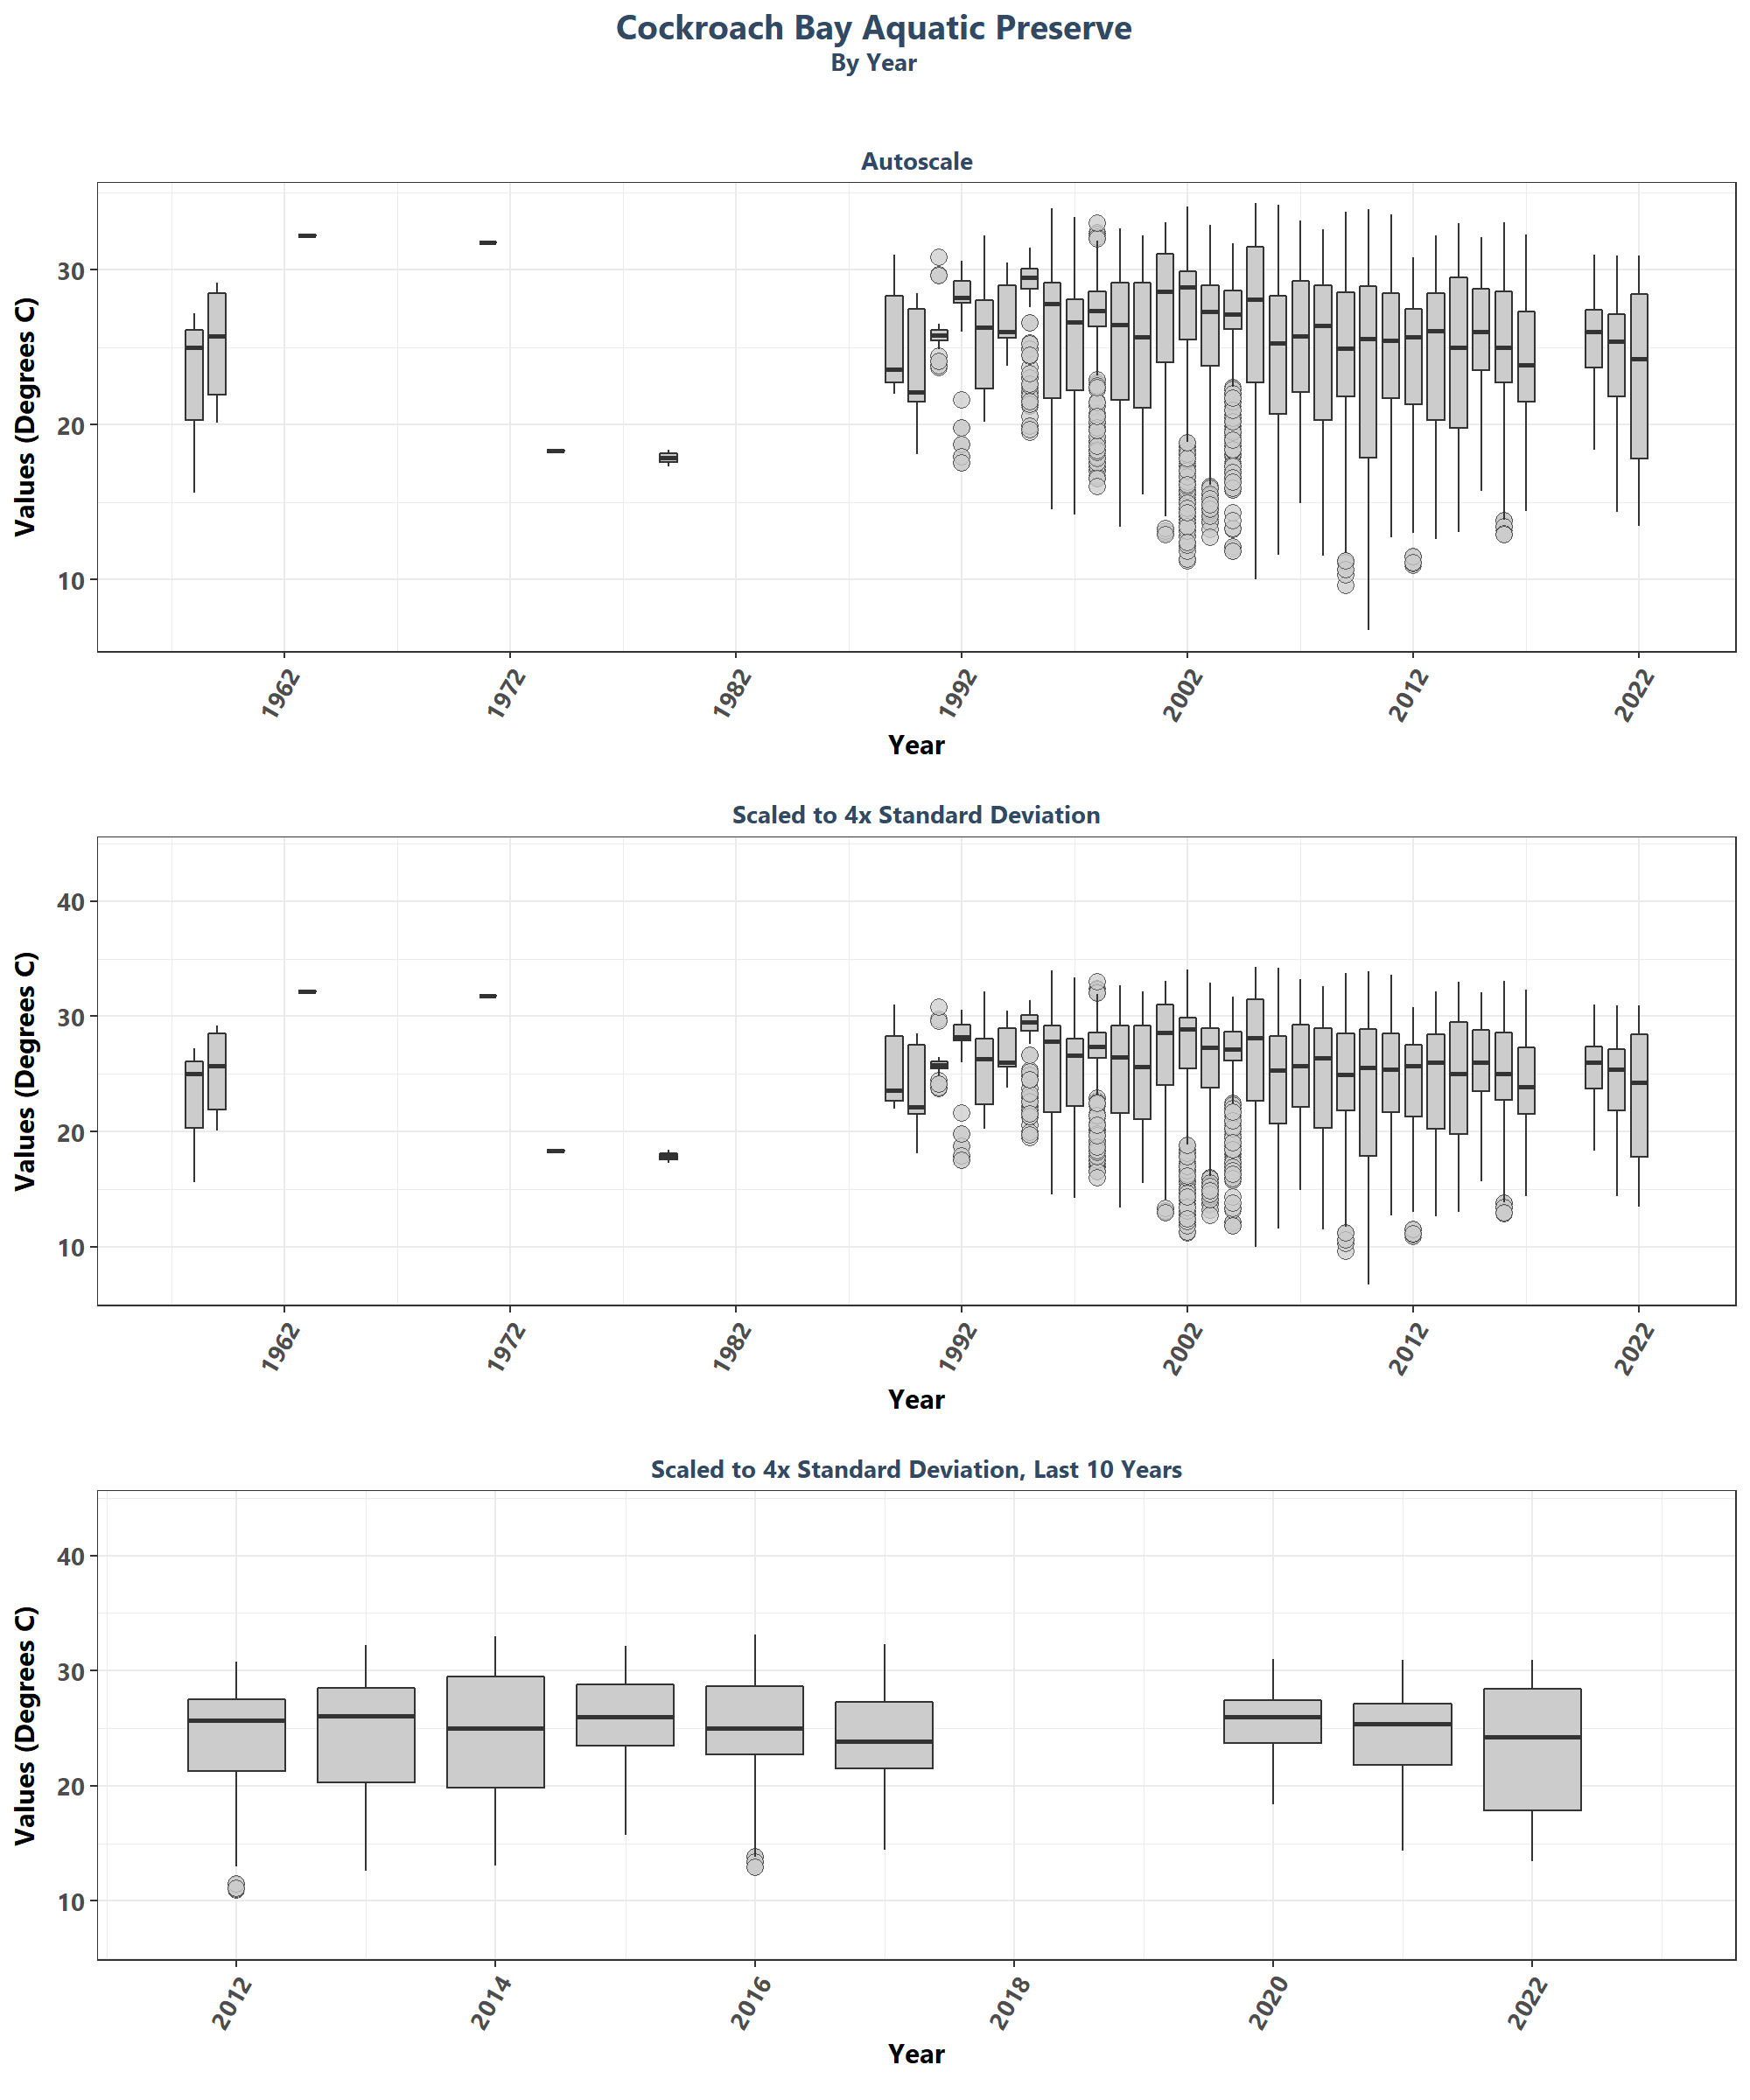 Cockroach Bay Aquatic Preserve
By Year
Autoscale
Values (Degrees C)
30
20
10
1962 1972 1982 1992 2002 2012 2022
Year
Scaled to 4x Standard Deviation
Values (Degrees C)
40
30
20
10
1962 1972 1982 1992 2002 2012 2022
Year
Scaled to 4x Standard Deviation, Last 10 Years
Values (Degrees C)
40
30
20
10
2012 2014 2016 2018 2020 2022
Year